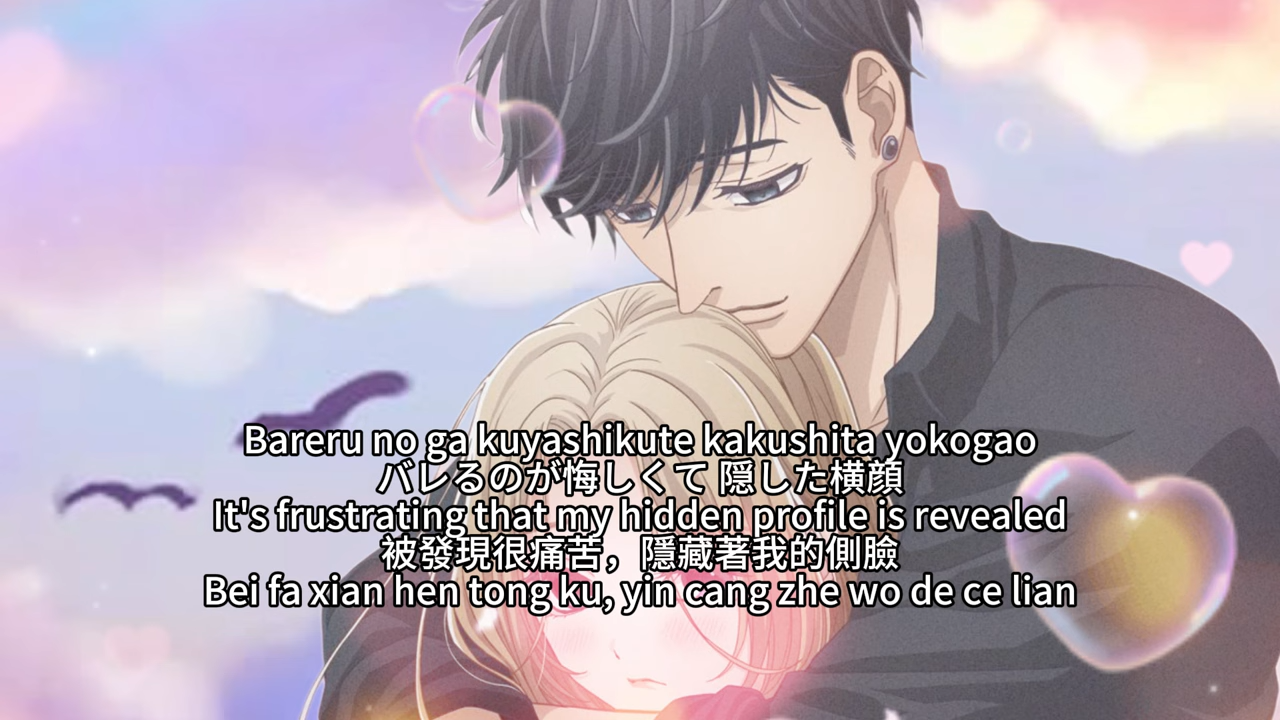 Bareru no ga kuyashikute kakushita yokogao
バレるのが悔しくて 隠した横顔
It's frustrating that my hidden profile is revealed
被發現很痛苦，隱藏著我的側臉
Bei fa xian hen tong ku, yin cang zhe wo de ce lian